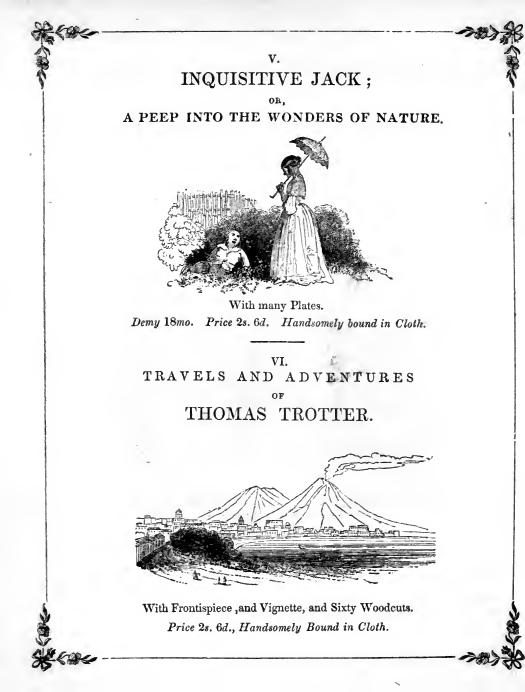 V.
INQUISITIVE JACK;
OR,
A PEEP INTO THE WONDERS OF NATURE.
With many Plates.
Demy 18mo. Price 2s. 6d. Handsomely bound in Cloth.
VI.
TRAVELS AND ADVENTURES
OF
THOMAS TROTTER.
With Frontispiece ,and Vignette, and Sixty Woodcuts.
Price 2s. 6d., Handsomely Bound in Cloth.